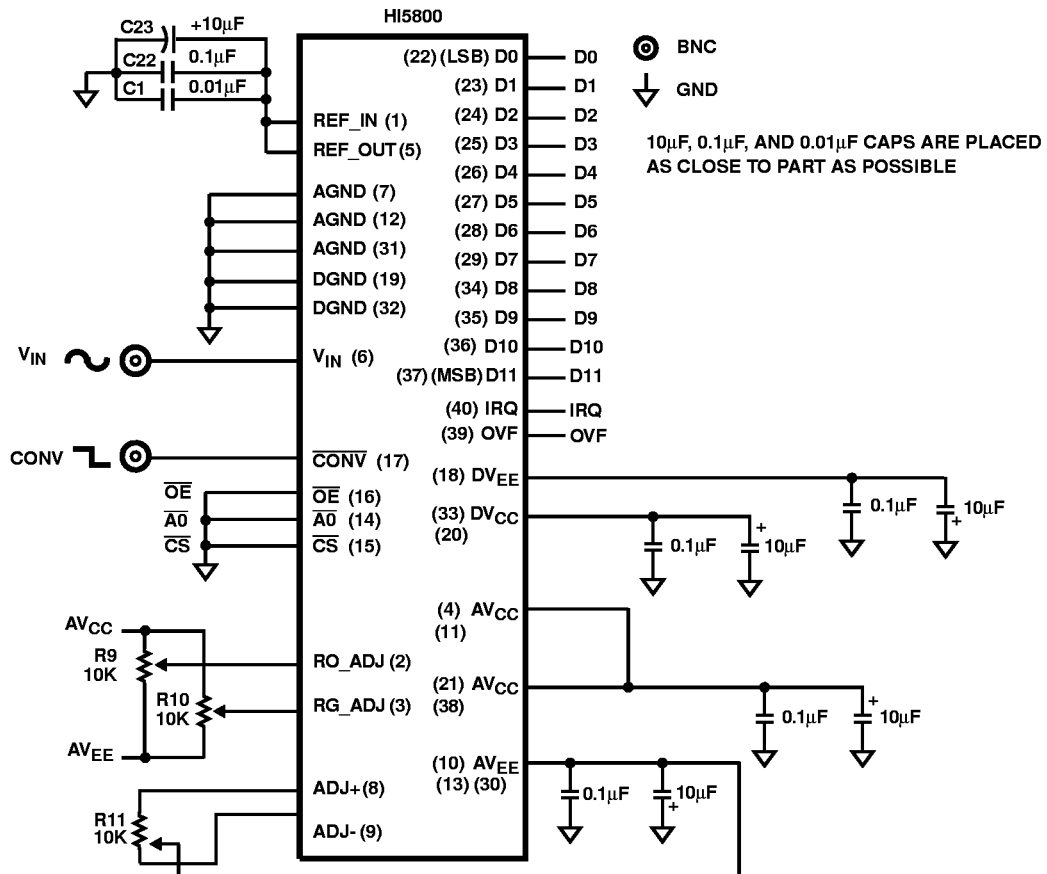 HI5800
C23
+10µF
C22
0.1µF
C1
0.01µF
REF_IN (1)
REF_OUT (5)
AGND (7)
AGND (12)
AGND (31)
DGND (19)
DGND (32)
VIN
VIN (6)
CONV
CONV (17)
OE
OE (16)
A0
A0 (14)
CS
CS (15)
AVCC
R9
10K
RO_ADJ (2)
R10
10K
RG_ADJ (3)
AVEE
ADJ+ (8)
R11
10K
ADJ- (9)
(22) (LSB) D0 D0
(23) D1 D1
(24) D2 D2
(25) D3 D3
(26) D4 D4
(27) D5 D5
(28) D6 D6
(29) D7 D7
(34) D8 D8
(35) D9 D9
(36) D10 D10
(37) (MSB) D11 D11
(40) IRQ IRQ
(39) OVF OVF
(18) DVEE
0.1µF
10µF
+
(33) DVCC
(20)
+
0.1µF
10µF
(4) AVCC
(11)
(21) AVCC
(38)
+
0.1µF
10µF
(10) AVEE
(13) (30)
0.1µF
10µF
+
BNC
GND
10µF, 0.1µF, AND 0.01µF CAPS ARE PLACED
AS CLOSE TO PART AS POSSIBLE